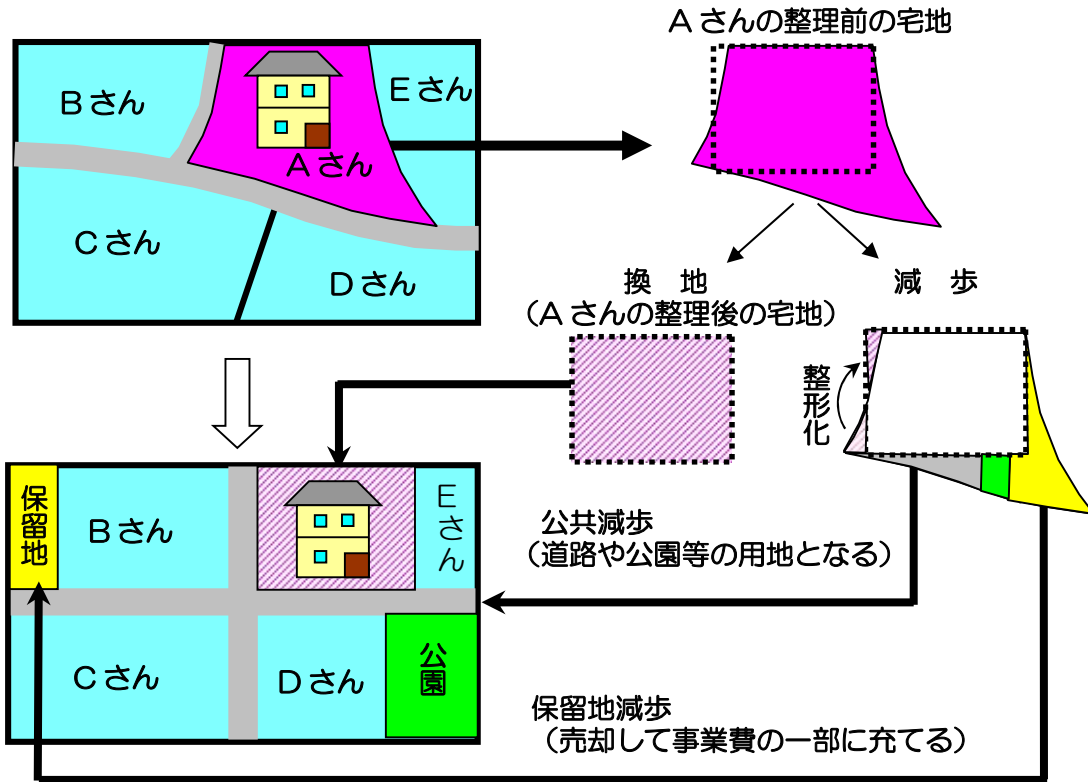 Aさんの整理前の宅地
Bさん
Eさん
Aさん
Cさん
Dさん
換　地
（Aさんの整理後の宅地）
減　歩
整形化
保留地
Bさん
Eさん
Cさん
Dさん
公園
公共減歩
（道路や公園等の用地となる）
保留地減歩
（売却して事業費の一部に充てる）